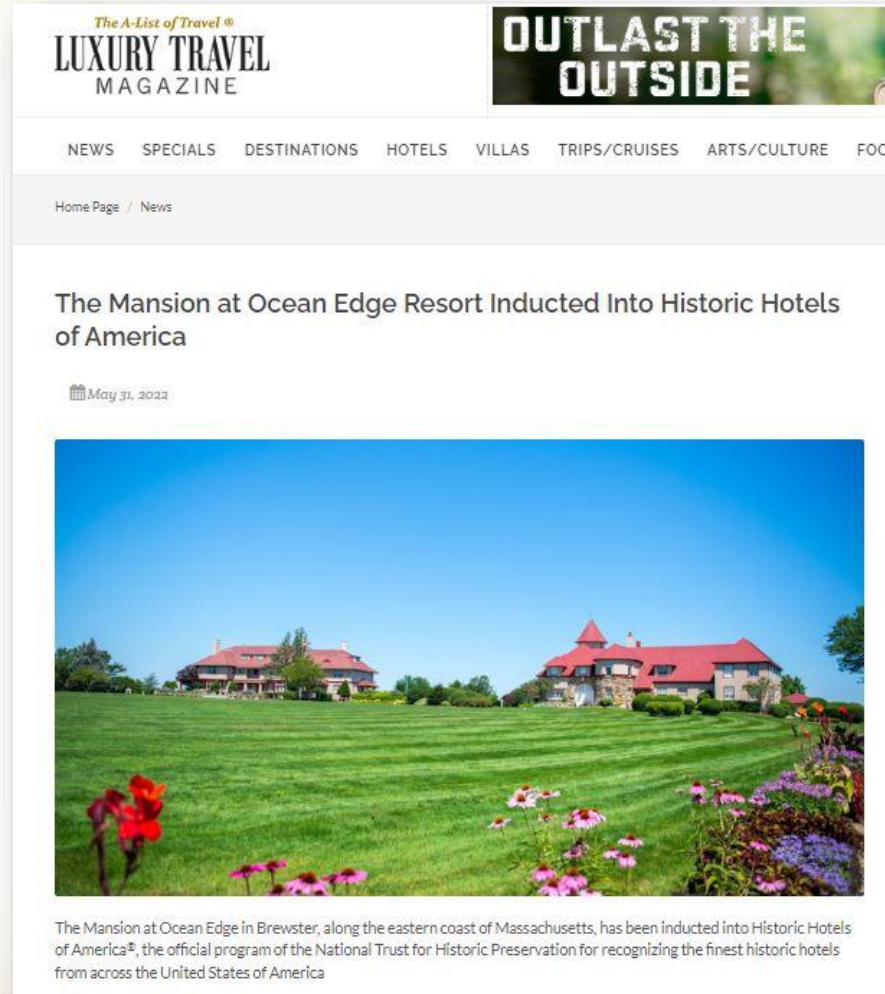 The A-List of Travel ®
LUXURY TRAVEL
MAGAZINE
OUTLAST THE
OUTSIDE
NEWS SPECIALS DESTINATIONS HOTELS VILLAS TRIPS/CRUISES ARTS/CULTURE
Home Page / News
The Mansion at Ocean Edge Resort Inducted Into Historic Hotels
of America
May 31, 2022
The Mansion at Ocean Edge in Brewster, along the eastern coast of Massachusetts, has been inducted into Historic Hotels
of America®, the official program of the National Trust for Historic Preservation for recognizing the finest historic hotels
from across the United States of America